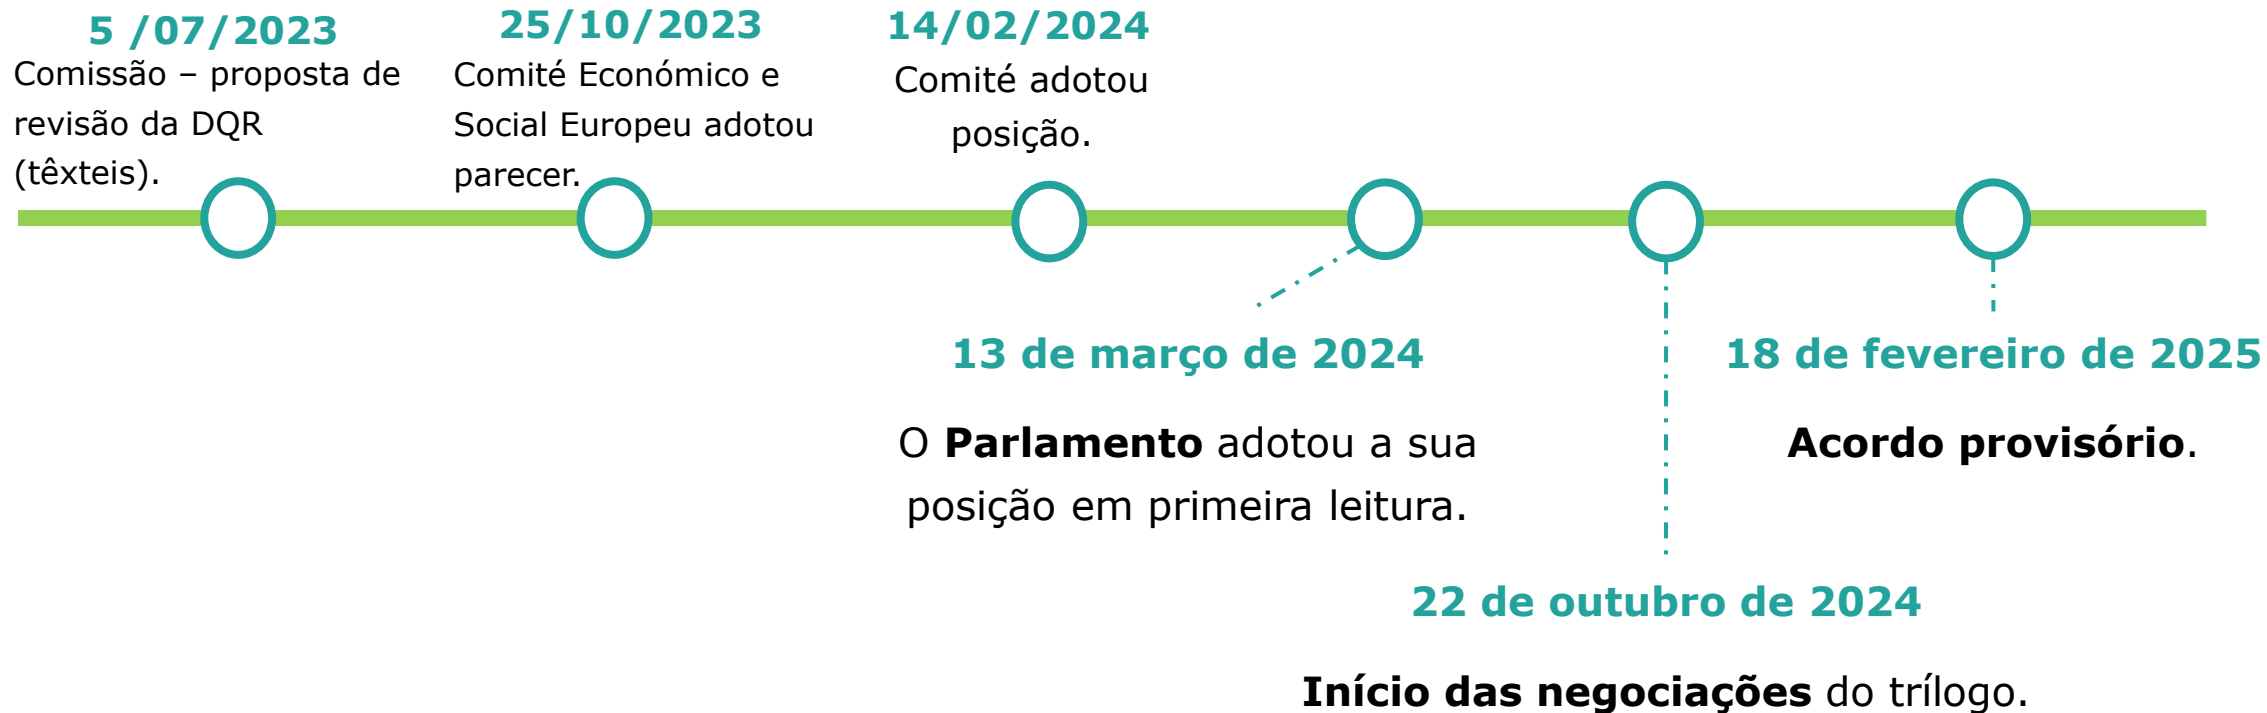 5 /07/2023
Comissão – proposta de
revisão da DQR
(têxteis).
25/10/2023
Comité Económico e
Social Europeu adotou
parecer.
14/02/2024
Comité adotou
posição.
13 de março de 2024
O Parlamento adotou a sua
posição em primeira leitura.
22 de outubro de 2024
Início das negociações do trílogo.
18 de fevereiro de 2025
Acordo provisório.